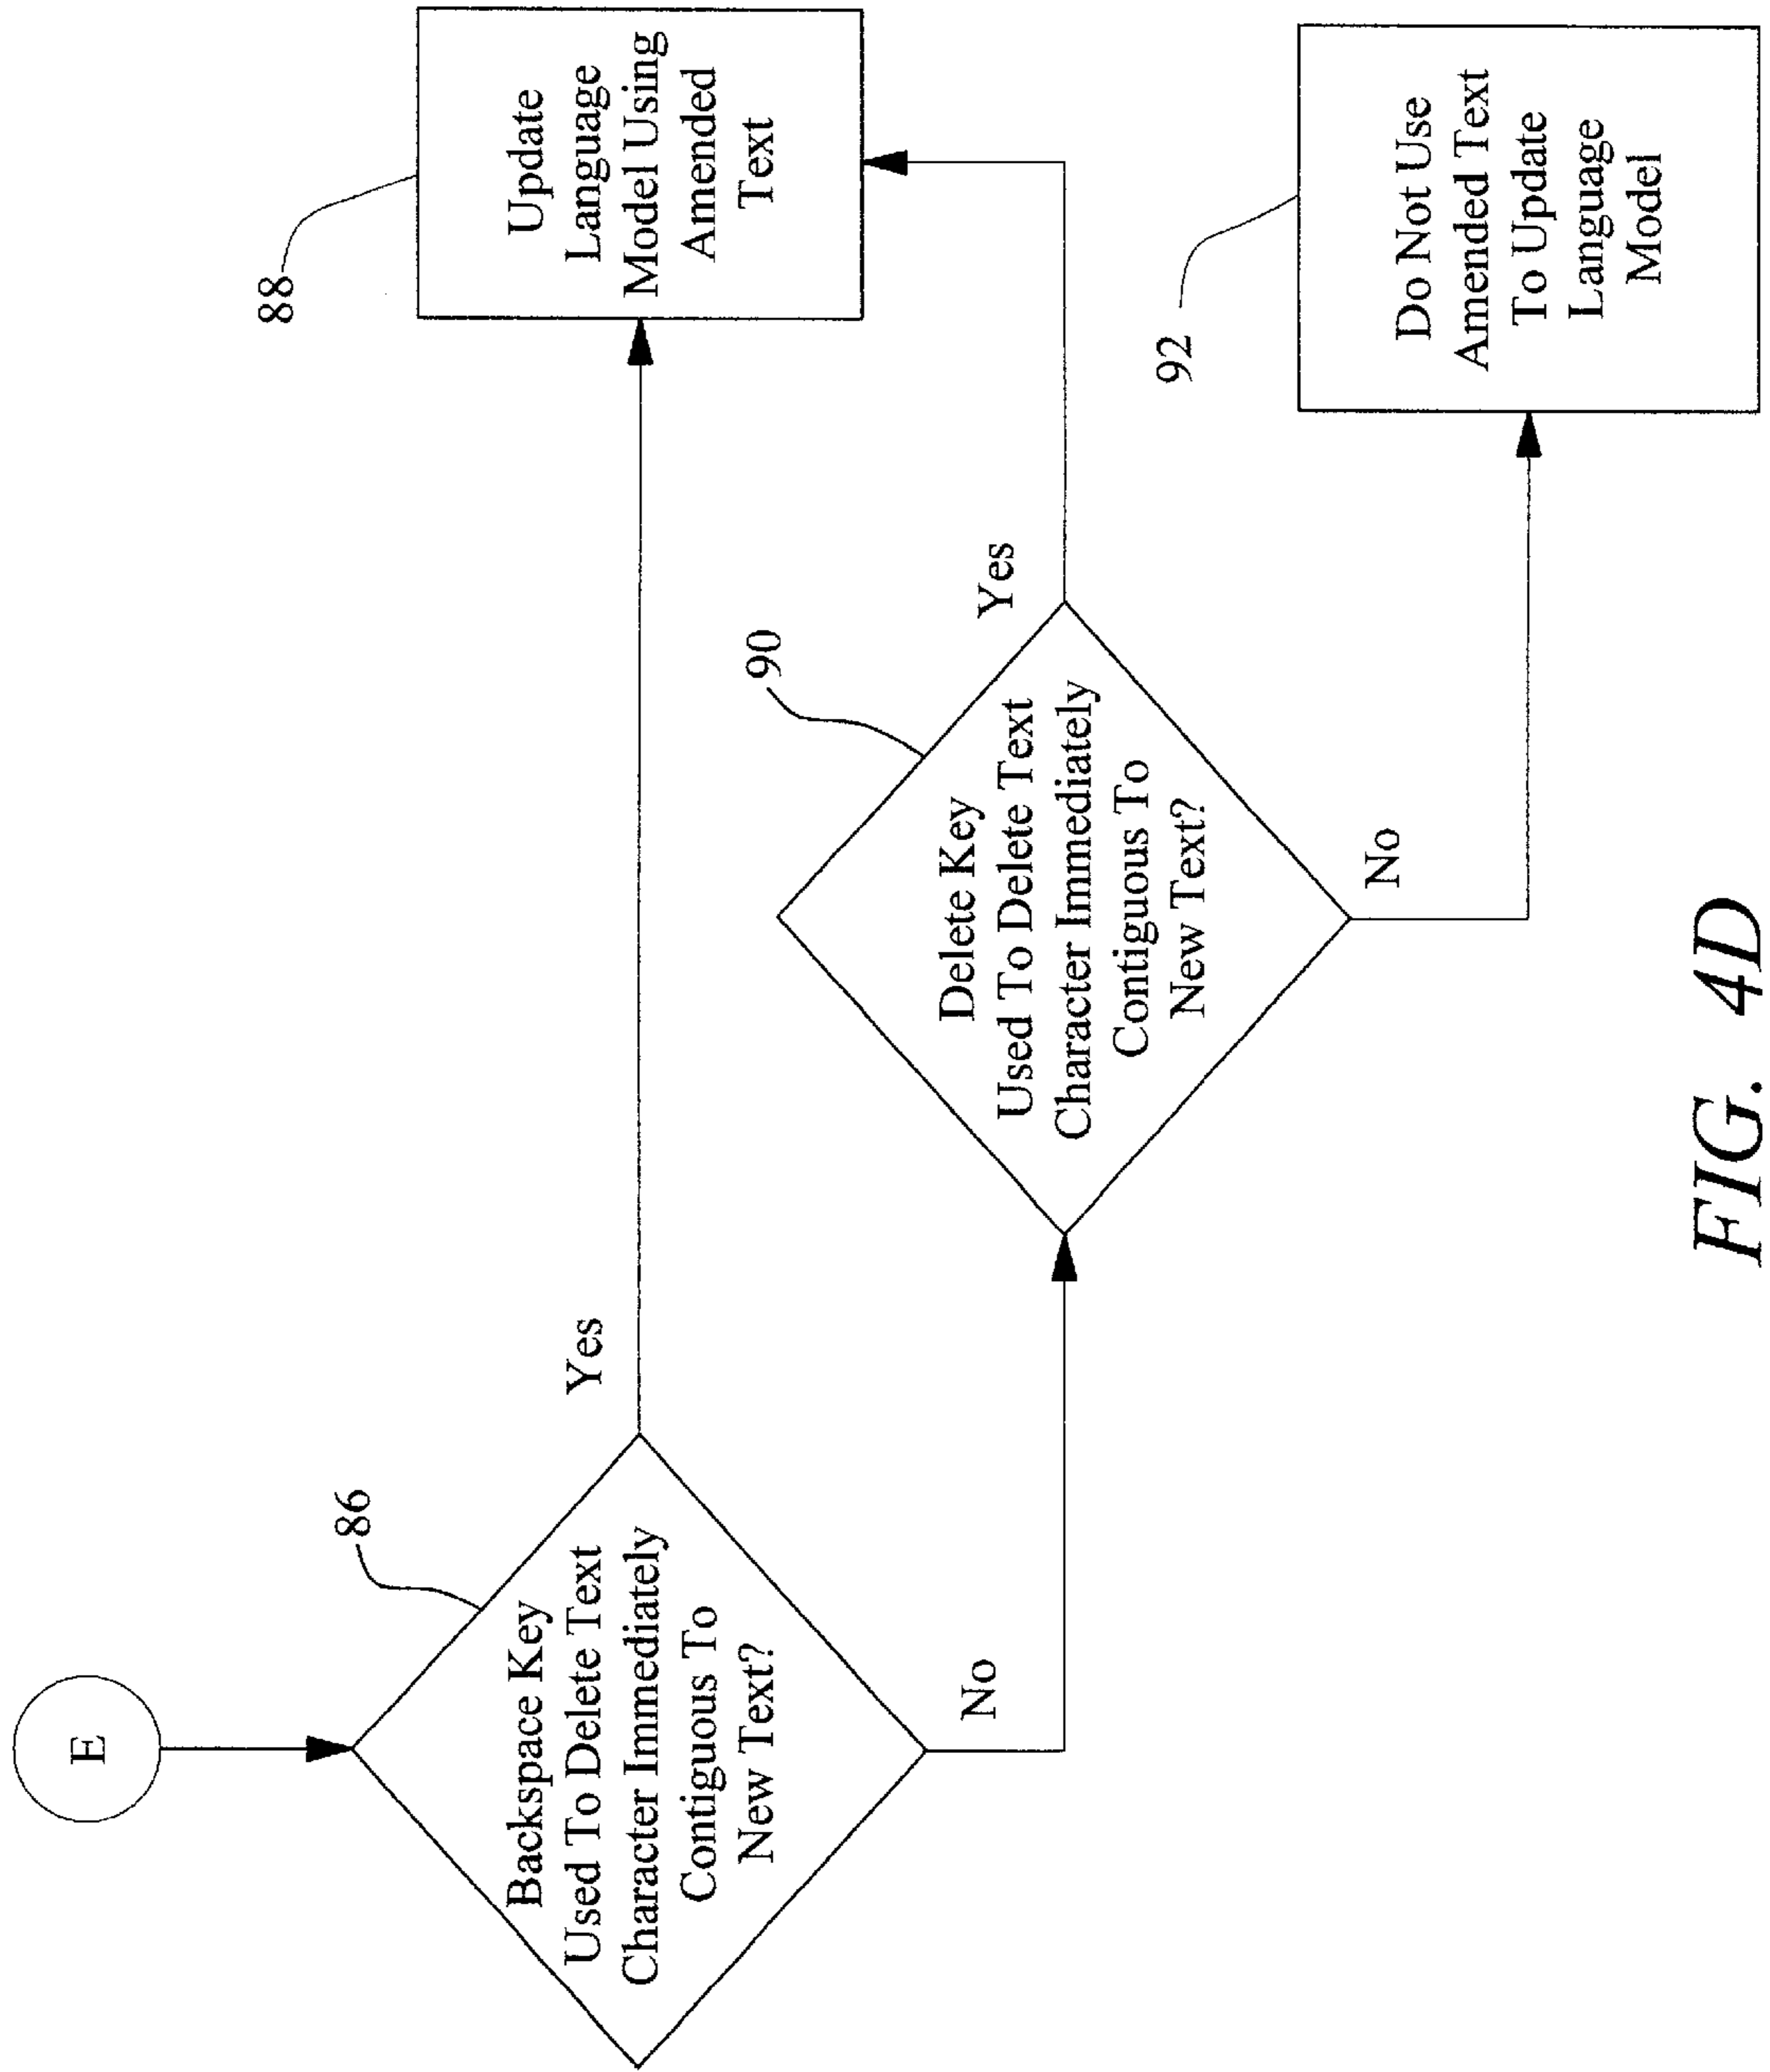 E
86
Backspace Key
Used To Delete Text
Character Immediately
Contiguous To
New Text?
Yes
No
88
Update
Language
Model Using
Amended
Text
90
Delete Key
Used To Delete Text
Character Immediately
Contiguous To
New Text?
Yes
No
92
Do Not Use
Amended Text
To Update
Language
Model
FIG. 4D